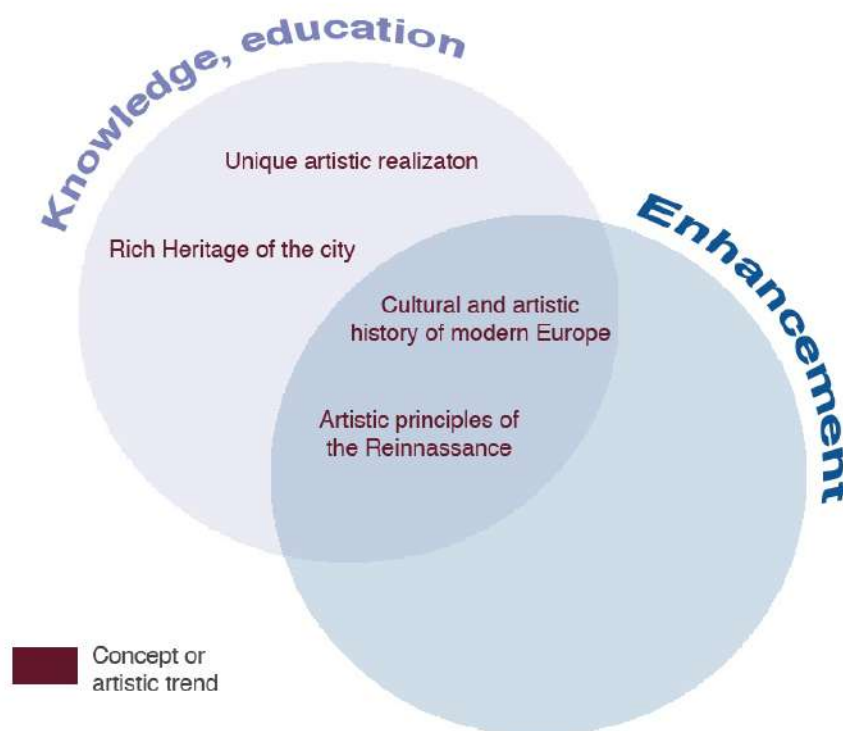 Knowledge, education
Unique artistic realizaton
Rich Heritage of the city
Enhancement
Cultural and artistic
history of modern Europe
Artistic principles of
the Reinnassance
Concept or
artistic trend